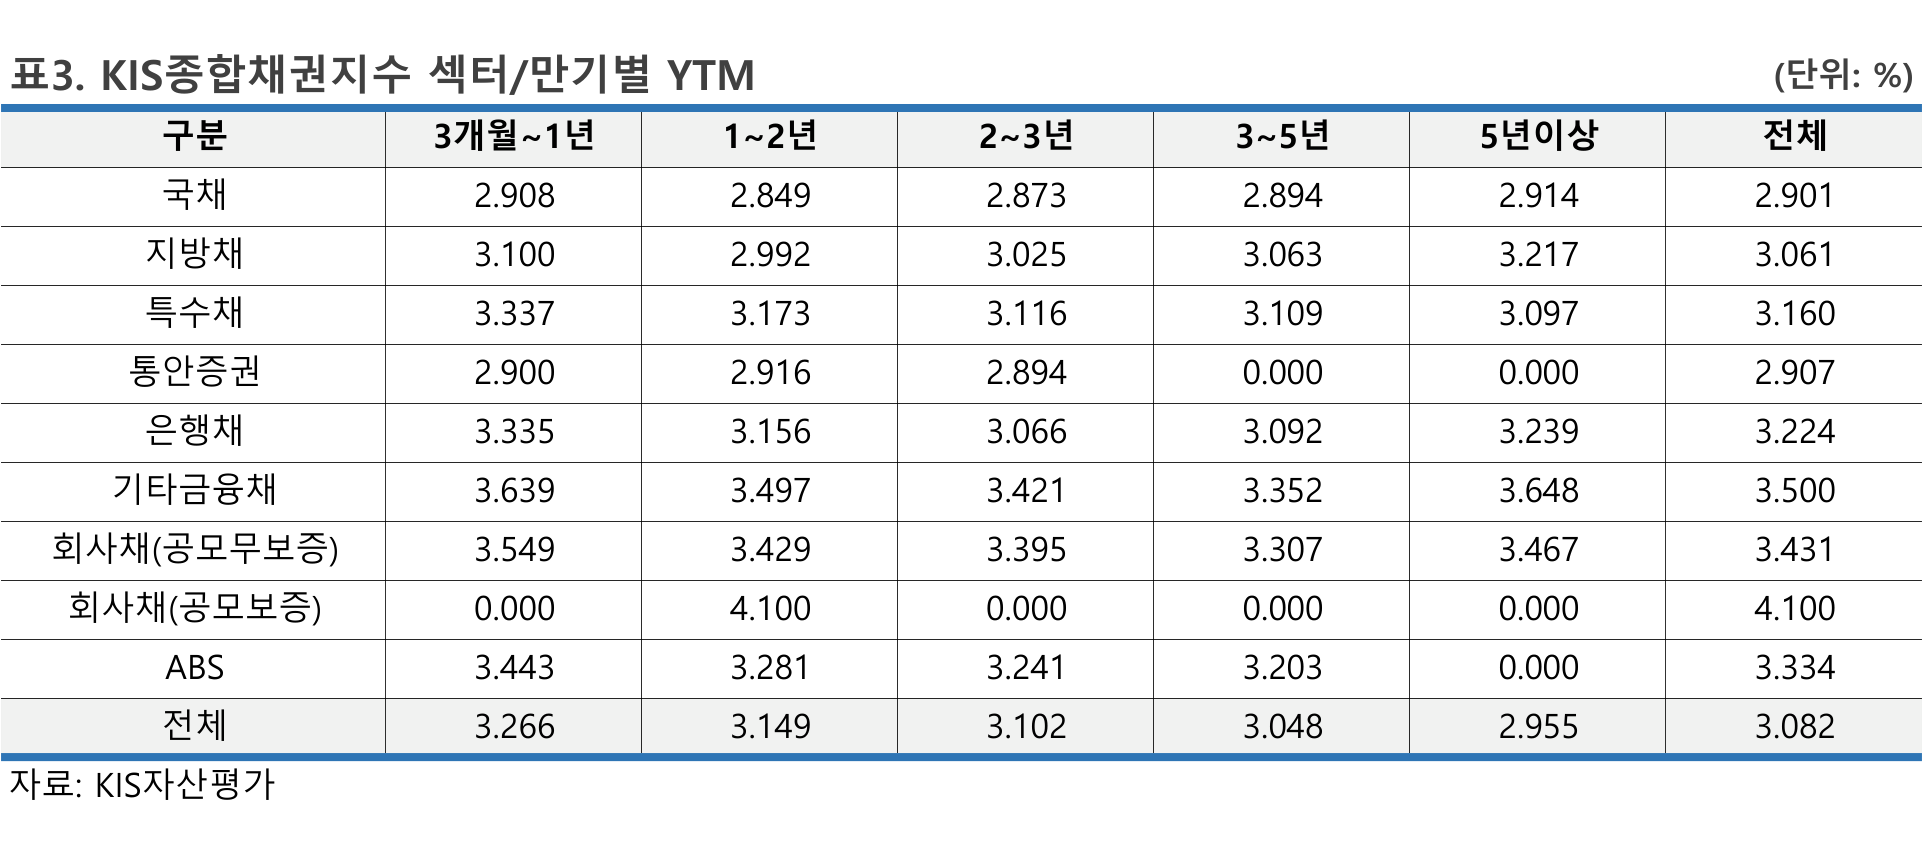 표3. KIS종합채권지수 섹터/만기별 YTM (단위: %)
구분 3개월~1년 1~2년 2~3년 3~5년 5년이상 전체
국채 2.908 2.849 2.873 2.894 2.914 2.901
지방채 3.100 2.992 3.025 3.063 3.217 3.061
특수채 3.337 3.173 3.116 3.109 3.097 3.160
통안증권 2.900 2.916 2.894 0.000 0.000 2.907
은행채 3.335 3.156 3.066 3.092 3.239 3.224
기타금융채 3.639 3.497 3.421 3.352 3.648 3.500
회사채(공모무보증) 3.549 3.429 3.395 3.307 3.467 3.431
회사채(공모보증) 0.000 4.100 0.000 0.000 0.000 4.100
ABS 3.443 3.281 3.241 3.203 0.000 3.334
전체 3.266 3.149 3.102 3.048 2.955 3.082
자료: KIS자산평가